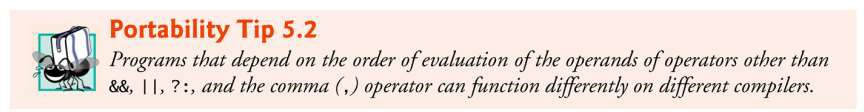 Portability Tip 5.2
Programs that depend on the order of evaluation of the operands of operators other than
&&, ||, ?:, and the comma (,) operator can function differently on different compilers.